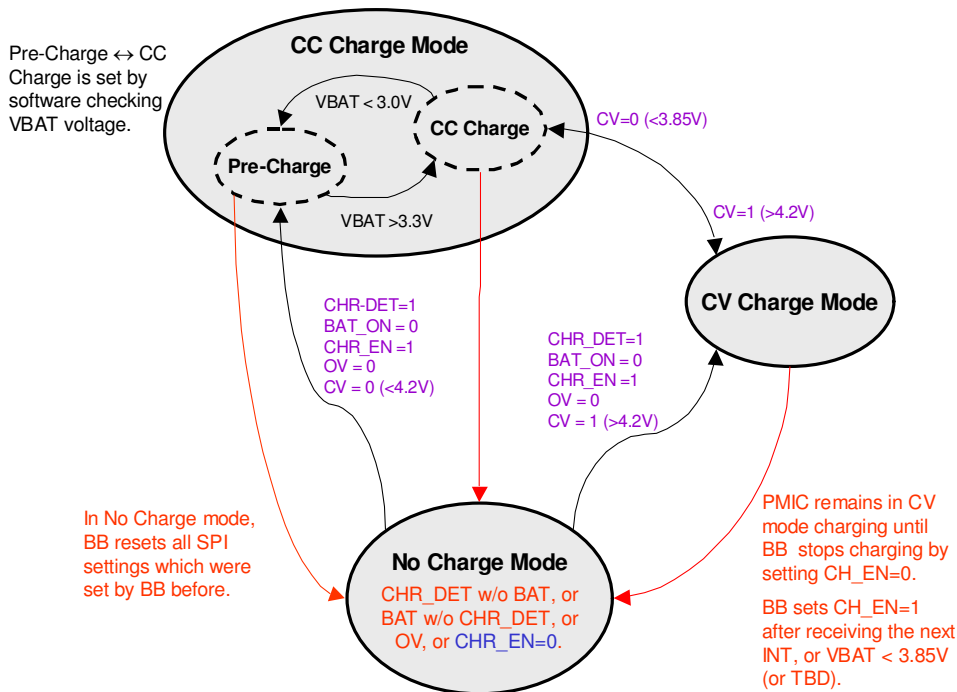 CC Charge Mode
Pre-Charge ↔ CC
Charge is set by
software checking
VBAT voltage.
VBAT < 3.0V
CC Charge
Pre-Charge
VBAT >3.3V
CV=0 (<3.85V)
CV=1 (>4.2V)
CV Charge Mode
CHR-DET=1
BAT_ON = 0
CHR_EN =1
OV = 0
CV = 0 (<4.2V)
CHR_DET=1
BAT_ON = 0
CHR_EN =1
OV = 0
CV = 1 (>4.2V)
In No Charge mode,
BB resets all SPI
settings which were
set by BB before.
No Charge Mode
CHR_DET w/o BAT, or
BAT w/o CHR_DET, or
OV, or CHR_EN=0.
PMIC remains in CV
mode charging until
BB stops charging by
setting CH_EN=0.
BB sets CH_EN=1
after receiving the next
INT, or VBAT < 3.85V
(or TBD).